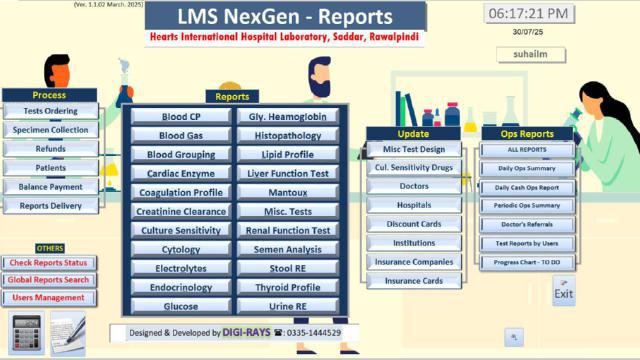 (Ver. 1.1.02 March. 2025)
LMS NexGen - Reports
Hearts International Hospital Laboratory, Saddar, Rawalpindi
06:17:21 PM
30/07/25
suhailm
Process
Tests Ordering
Specimen Collection
Refunds
Patients
Balance Payment
Reports Delivery
OTHERS
Check Reports Status
Global Reports Search
Users Management
Reports
Blood CP
Blood Gas
Blood Grouping
Cardiac Enzyme
Coagulation Profile
Creatinine Clearance
Culture Sensitivity
Cytology
Electrolytes
Endocrinology
Glucose
Gly. Heamoglobin
Histopathology
Lipid Profile
Liver Function Test
Mantoux
Misc. Tests
Renal Function Test
Semen Analysis
Stool RE
Thyroid Profile
Urine RE
Update
Misc Test Design
Cul. Sensitivity Drugs
Doctors
Hospitals
Discount Cards
Institutions
Insurance Companies
Insurance Cards
Ops Reports
ALL REPORTS
Daily Ops Summary
Daily Cash Ops Report
Periodic Ops Summary
Doctor's Referrals
Test Reports by Users
Progress Chart - TO DO
Exit
Designed & Developed by DIGI-RAYS ☎: 0335-1444529